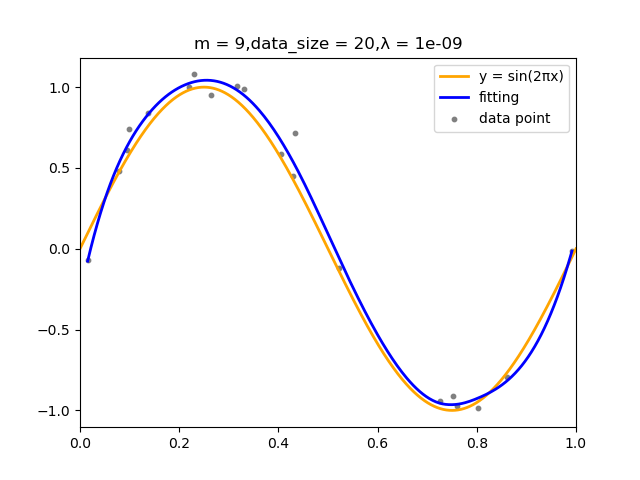 m = 9,data_size = 20,λ = 1e-09
y = sin(2πx)
fitting
data point
1.0
0.5
0.0
−0.5
−1.0
0.0 0.2 0.4 0.6 0.8 1.0